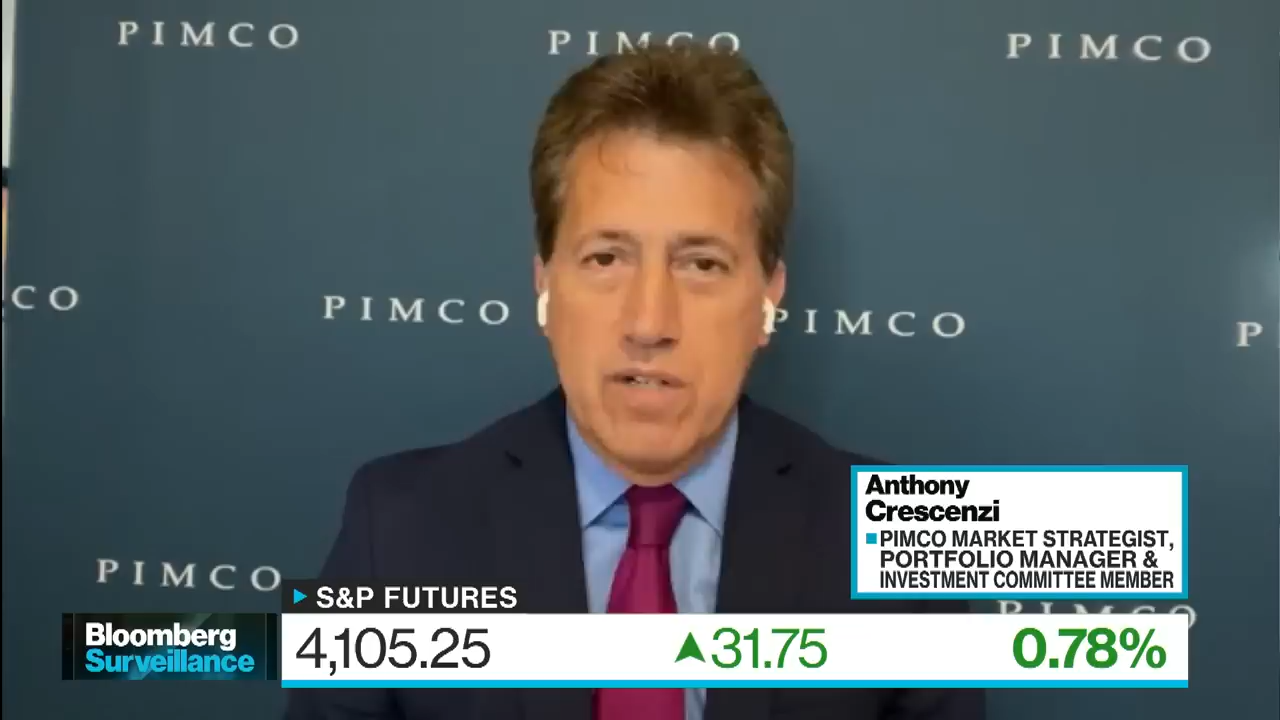 PIMCO
PIMCO
PIMCO
CO
PIMCO
PIMCO
P
PIMCO
PIMCO
Anthony
Crescenzi
PIMCO MARKET STRATEGIST,
PORTFOLIO MANAGER &
INVESTMENT COMMITTEE MEMBER
S&P FUTURES
Bloomberg
Surveillance
4,105.25
31.75
0.78%